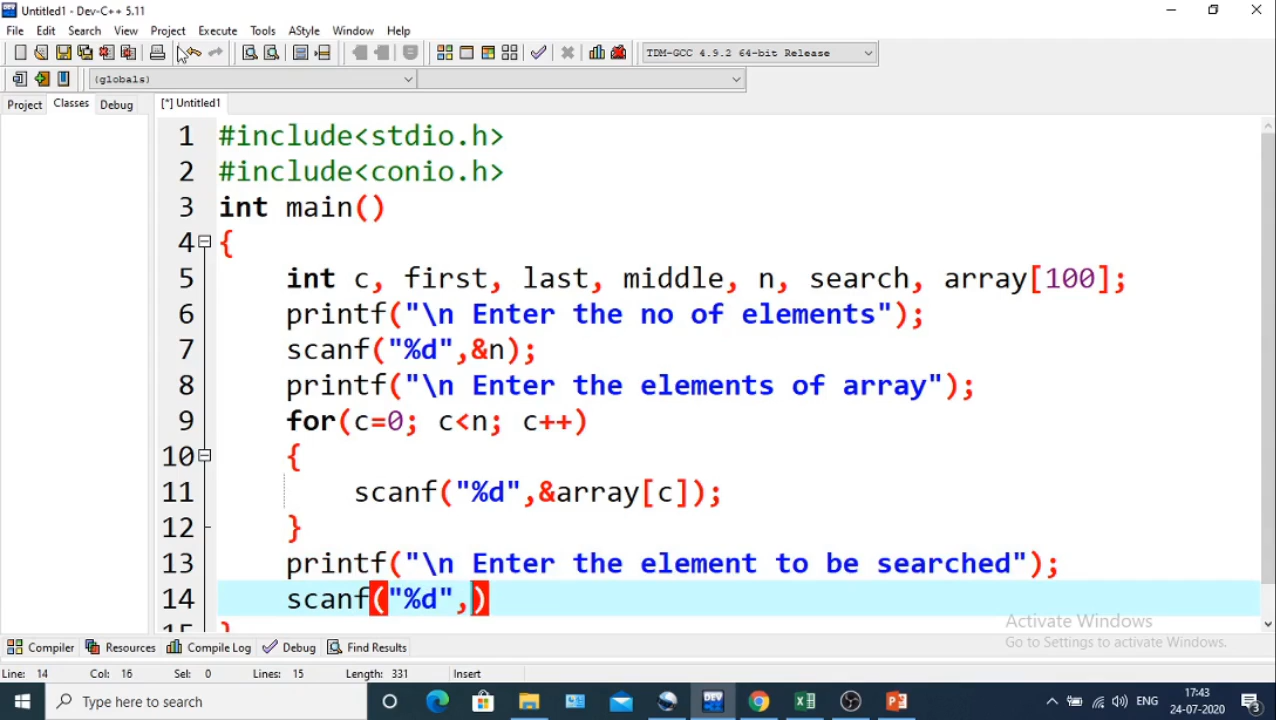 Untitled1 - Dev-C++ 5.11
File Edit Search View Project Execute Tools AStyle Window Help
TDM-GCC 4.9.2 64-bit Release
(globals)
Project Classes Debug [*] Untitled1
1 #include<stdio.h>
2 #include<conio.h>
3 int main()
4 {
5 int c, first, last, middle, n, search, array[100];
6 printf("\n Enter the no of elements");
7 scanf("%d",&n);
8 printf("\n Enter the elements of array");
9 for(c=0; c<n; c++)
10 {
11 scanf("%d",&array[c]);
12 }
13 printf("\n Enter the element to be searched");
14 scanf("%d",)
15 }
Activate Windows
Go to Settings to activate Windows.
Compiler Resources Compile Log Debug Find Results
Line: 14 Col: 16 Sel: 0 Lines: 15 Length: 331 Insert
Type here to search
DEV
ENG
17:43
24-07-2020
3